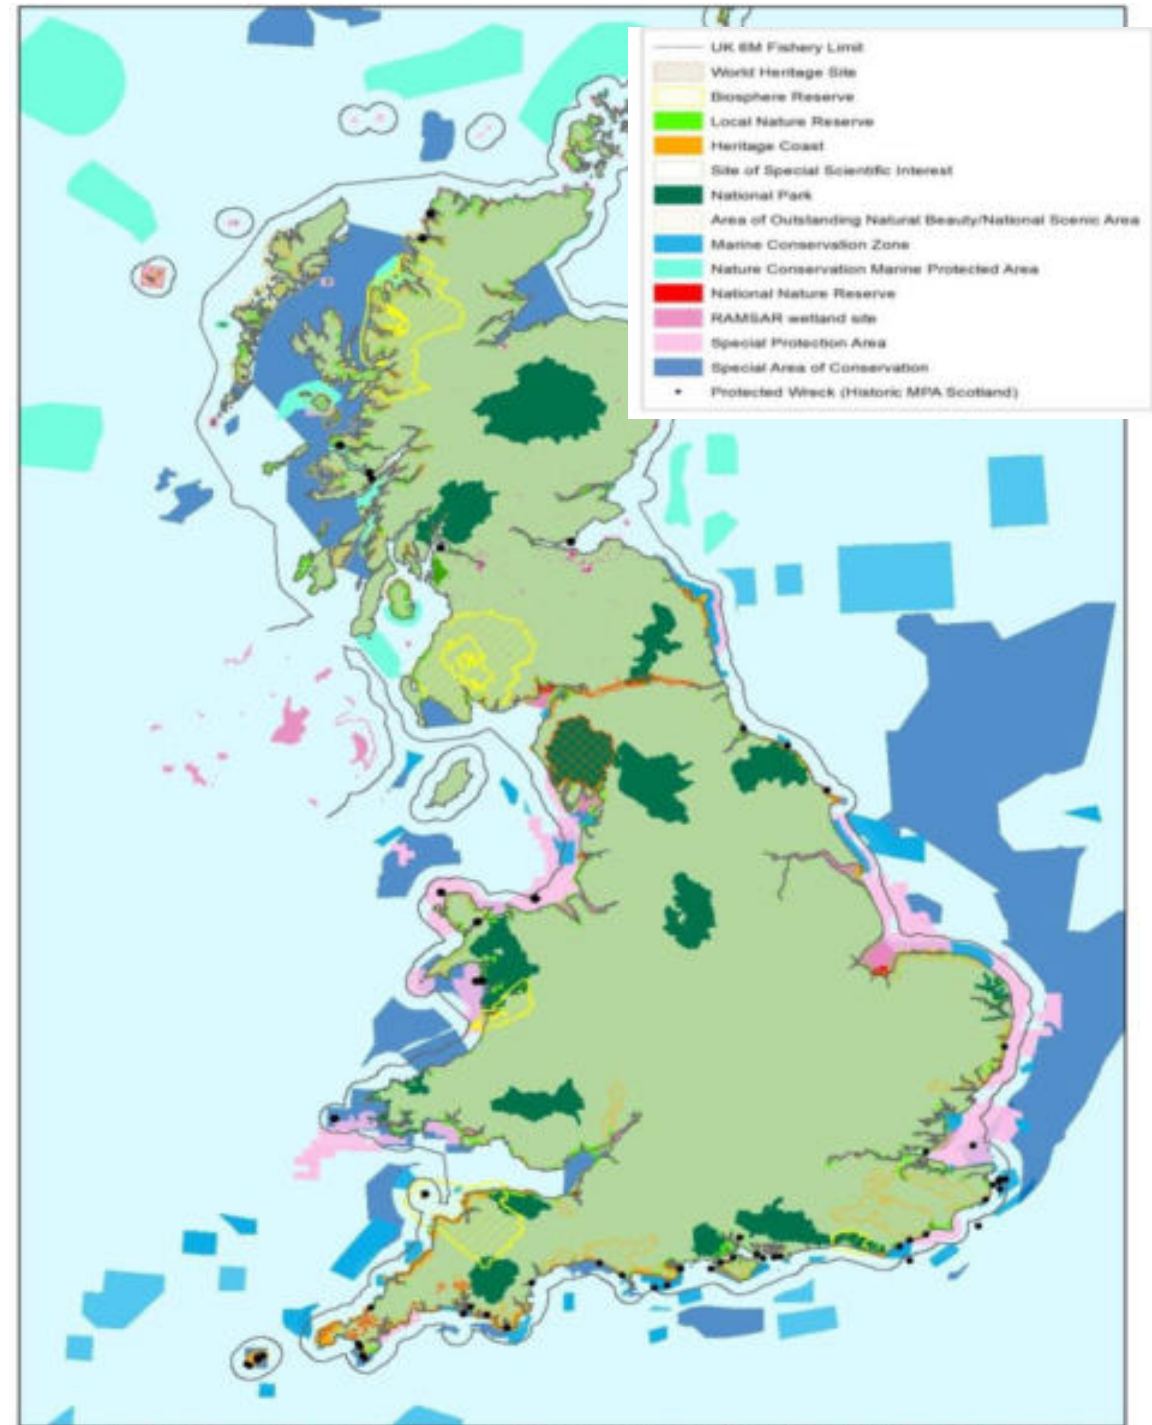 UK 6M Fishery Limit
World Heritage Site
Biosphere Reserve
Local Nature Reserve
Heritage Coast
Site of Special Scientific Interest
National Park
Area of Outstanding Natural Beauty/National Scenic Area
Marine Conservation Zone
Nature Conservation Marine Protected Area
National Nature Reserve
RAMSAR wetland site
Special Protection Area
Special Area of Conservation
Protected Wreck (Historic MPA Scotland)